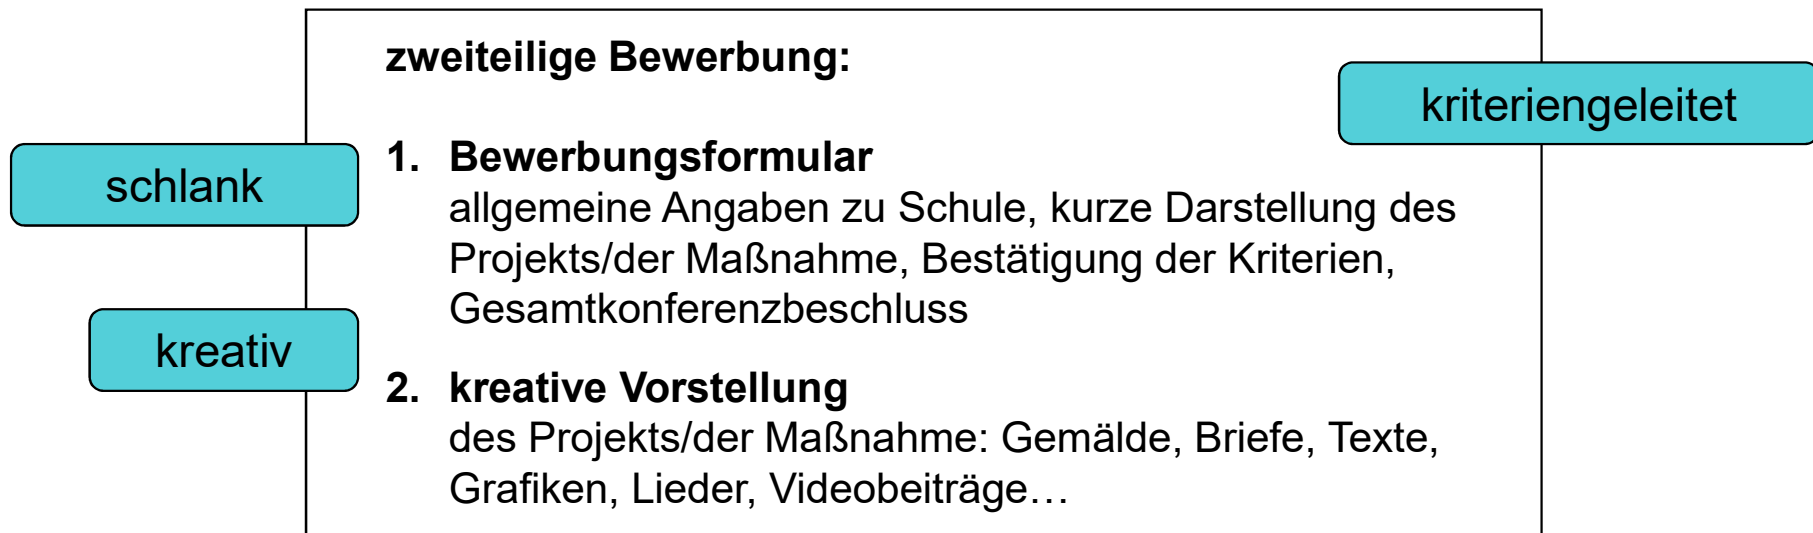 zweiteilige Bewerbung:
kriteriengeleitet
schlank
1. Bewerbungsformular
allgemeine Angaben zu Schule, kurze Darstellung des
Projekts/der Maßnahme, Bestätigung der Kriterien,
Gesamtkonferenzbeschluss
kreativ
2. kreative Vorstellung
des Projekts/der Maßnahme: Gemälde, Briefe, Texte,
Grafiken, Lieder, Videobeiträge…